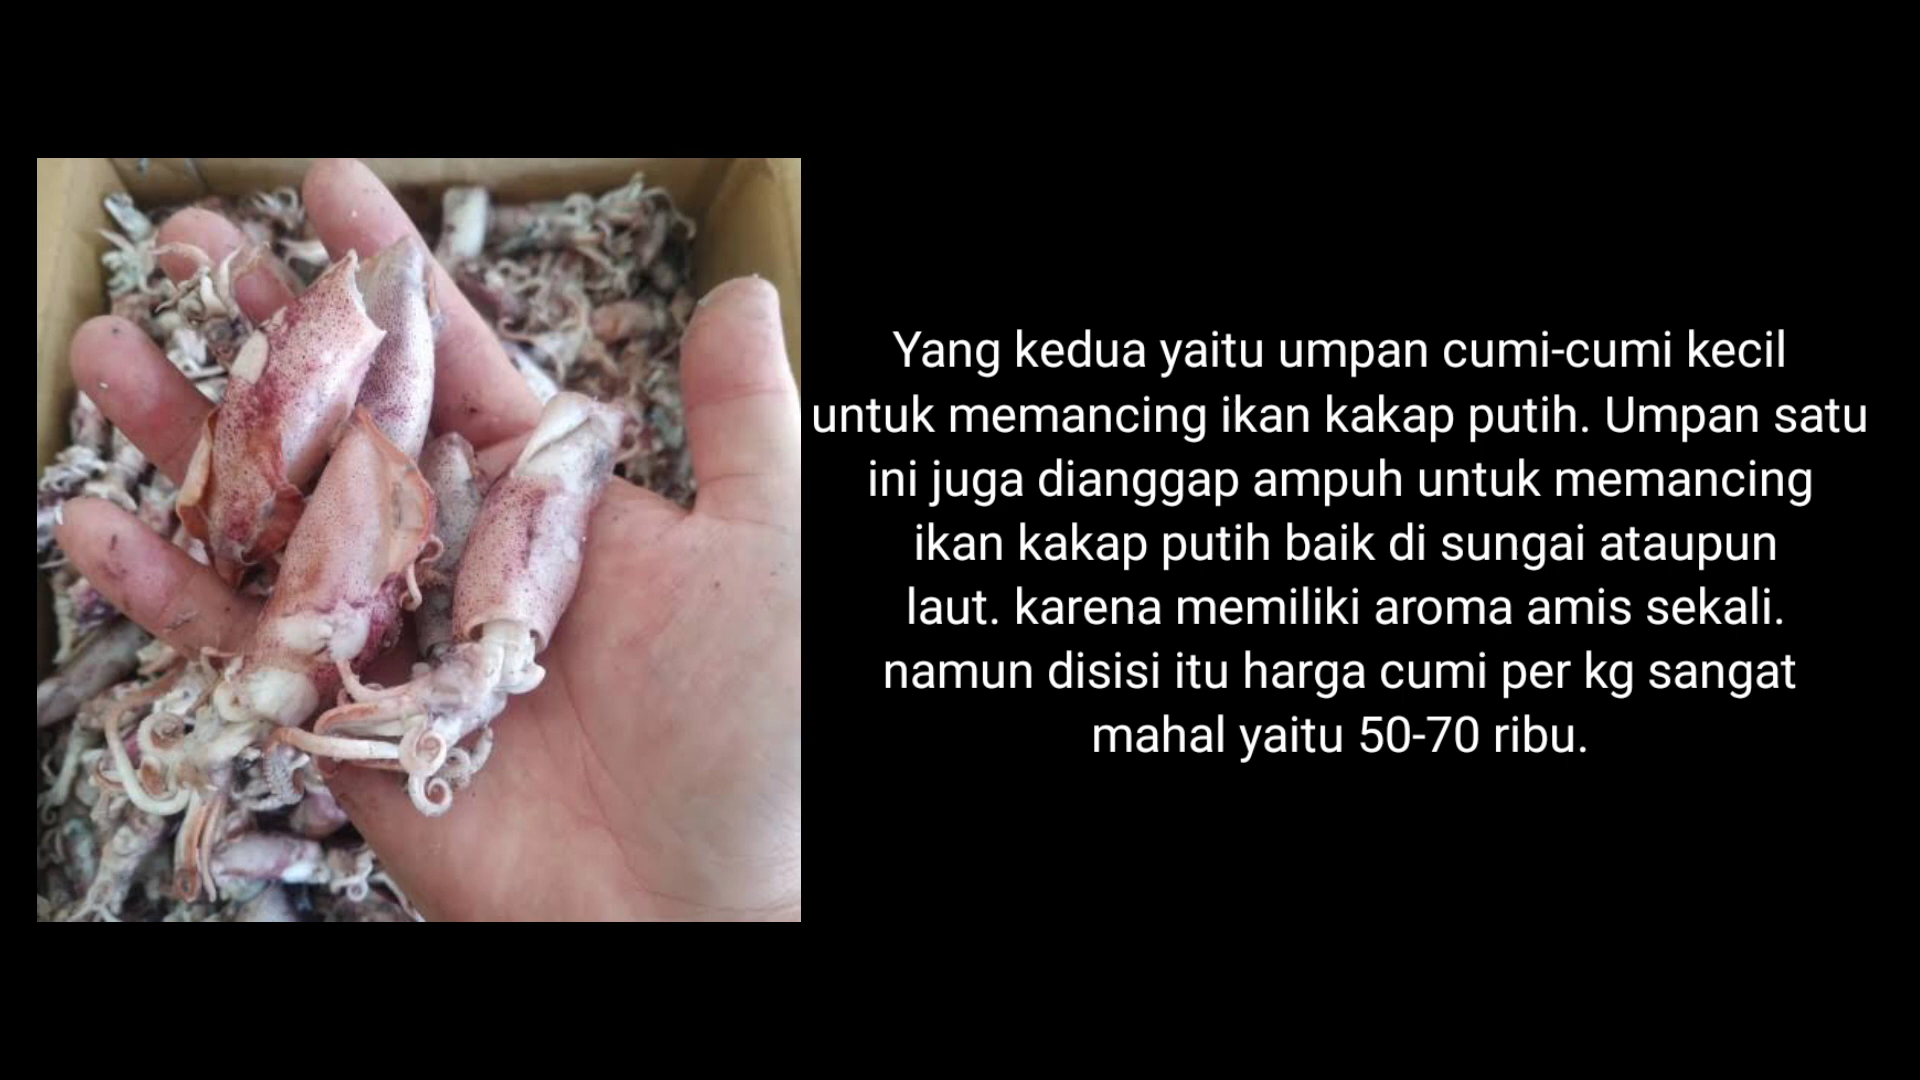 Yang kedua yaitu umpan cumi-cumi kecil
untuk memancing ikan kakap putih. Umpan satu
ini juga dianggap ampuh untuk memancing
ikan kakap putih baik di sungai ataupun
laut. karena memiliki aroma amis sekali.
namun disisi itu harga cumi per kg sangat
mahal yaitu 50-70 ribu.